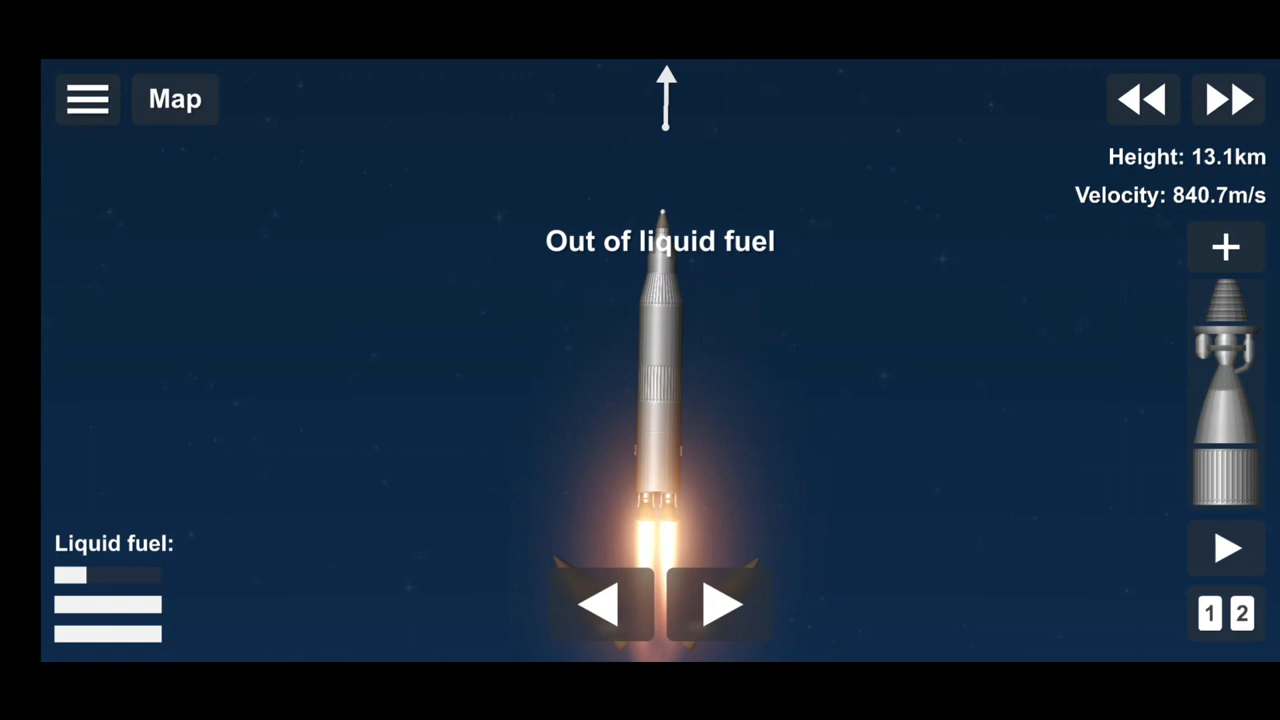 Map
Height: 13.1km
Velocity: 840.7m/s
Out of liquid fuel
Liquid fuel:
1 2